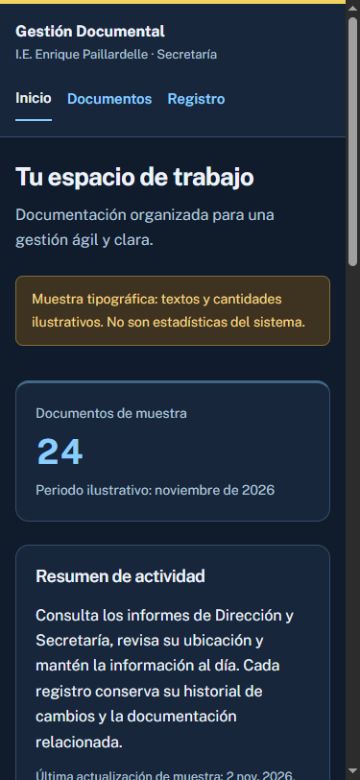 Gestión Documental
I.E. Enrique Paillardelle · Secretaría
Inicio Documentos Registro
Tu espacio de trabajo
Documentación organizada para una
gestión ágil y clara.
Muestra tipográfica: textos y cantidades
ilustrativos. No son estadísticas del sistema.
Documentos de muestra
24
Periodo ilustrativo: noviembre de 2026
Resumen de actividad
Consulta los informes de Dirección y
Secretaría, revisa su ubicación y
mantén la información al día. Cada
registro conserva su historial de
cambios y la documentación
relacionada.
Última actualización de muestra: 2 nov. 2026.